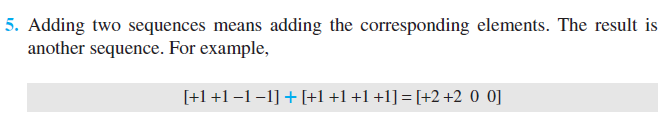 5. Adding two sequences means adding the corresponding elements. The result is
another sequence. For example,
[+1 +1 –1 –1] + [+1 +1 +1 +1] = [+2 +2 0 0]